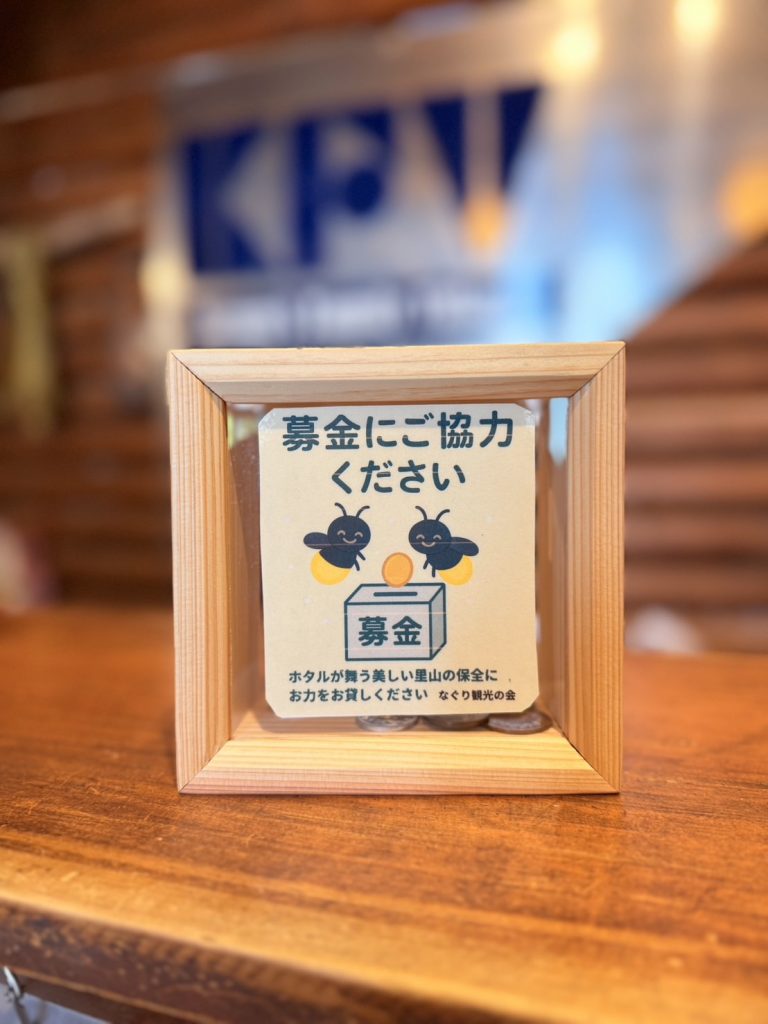 募金にご協力
ください
募金
ホタルが舞う美しい里山の保全に
お力をお貸しください なぐり観光の会